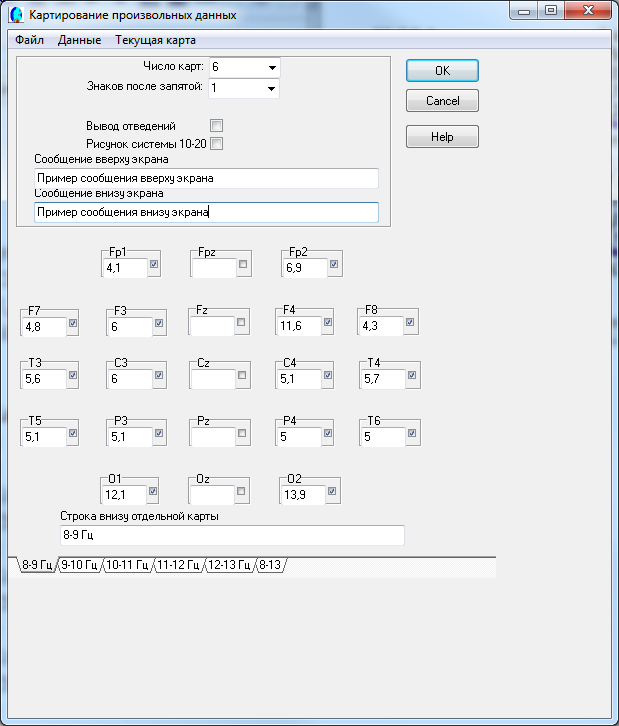 Картирование произвольных данных
Файл Данные Текущая карта
Число карт: 6
Знаков после запятой: 1
Вывод отведений
Рисунок системы 10-20
Сообщение вверху экрана
Пример сообщения вверху экрана
Сообщение внизу экрана
Пример сообщения внизу экрана
OK
Cancel
Help
Fp1 Fpz Fp2
4,1 6,9
F7 F3 Fz F4 F8
4,8 6 11,6 4,3
T3 C3 Cz C4 T4
5,6 6 5,1 5,7
T5 P3 Pz P4 T6
5,1 5,1 5 5
O1 Oz O2
12,1 13,9
Строка внизу отдельной карты
8-9 Гц
8-9 Гц 9-10 Гц 10-11 Гц 11-12 Гц 12-13 Гц 8-13